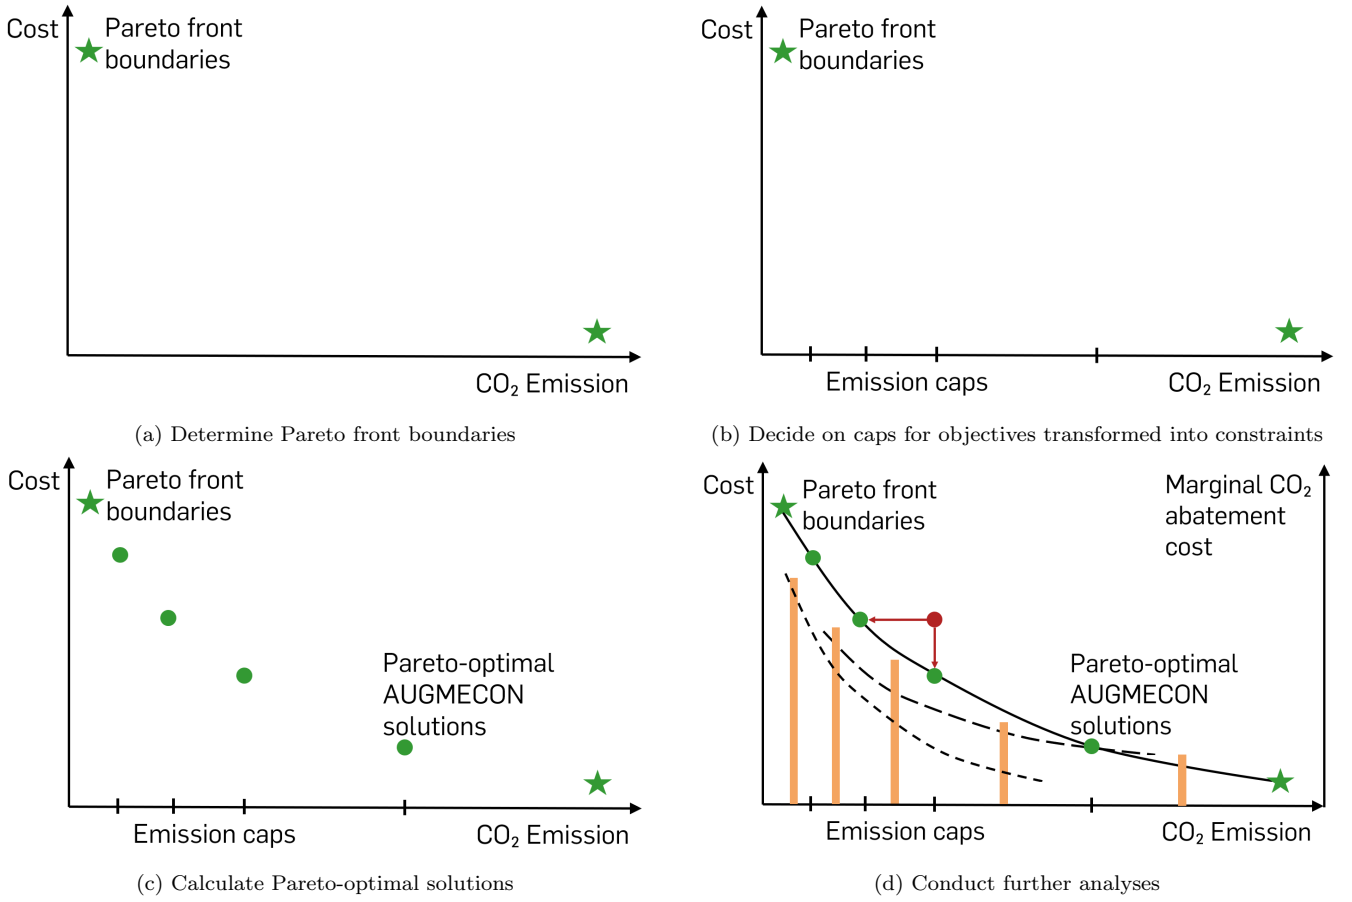 Cost
Pareto front
boundaries
CO₂ Emission
(a) Determine Pareto front boundaries
Cost
Pareto front
boundaries
Emission caps
CO₂ Emission
(b) Decide on caps for objectives transformed into constraints
Cost
Pareto front
boundaries
Pareto-optimal
AUGMECON
solutions
Emission caps
CO₂ Emission
(c) Calculate Pareto-optimal solutions
Cost
Pareto front
boundaries
Marginal CO₂
abatement
cost
Pareto-optimal
AUGMECON
solutions
Emission caps
CO₂ Emission
(d) Conduct further analyses